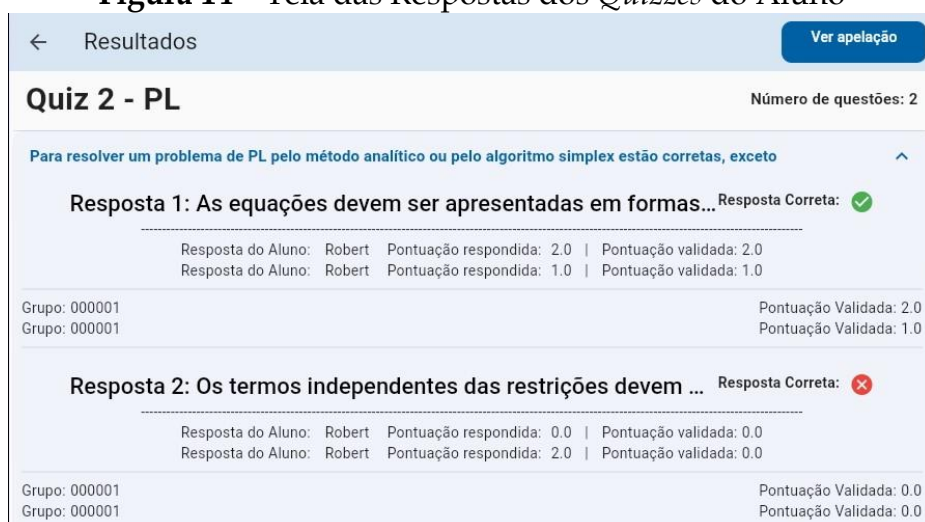 Figura 11 - Tela das Respostas dos Quizzes do Aluno
← Resultados Ver apelação
Quiz 2 - PL Número de questões: 2
Para resolver um problema de PL pelo método analítico ou pelo algoritmo simplex estão corretas, exceto
Resposta 1: As equações devem ser apresentadas em formas... Resposta Correta:
Resposta do Aluno: Robert Pontuação respondida: 2.0 | Pontuação validada: 2.0
Resposta do Aluno: Robert Pontuação respondida: 1.0 | Pontuação validada: 1.0
Grupo: 000001 Pontuação Validada: 2.0
Grupo: 000001 Pontuação Validada: 1.0
Resposta 2: Os termos independentes das restrições devem ... Resposta Correta:
Resposta do Aluno: Robert Pontuação respondida: 0.0 | Pontuação validada: 0.0
Resposta do Aluno: Robert Pontuação respondida: 2.0 | Pontuação validada: 0.0
Grupo: 000001 Pontuação Validada: 0.0
Grupo: 000001 Pontuação Validada: 0.0